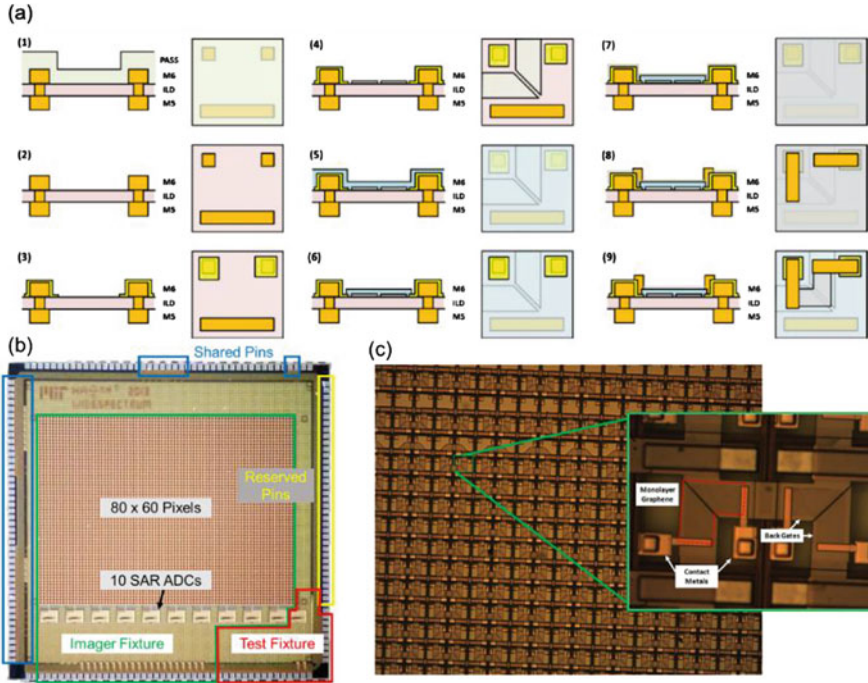 (a)
(1)
PASS
M6
ILD
M5
(4)
M6
ILD
M5
(7)
M6
ILD
M5
(2)
M6
ILD
M5
(5)
M6
ILD
M5
(8)
M6
ILD
M5
(3)
M6
ILD
M5
(6)
M6
ILD
M5
(9)
M6
ILD
M5
(b)
Shared Pins
MIT
2013
WIDESPECTRUM
Reserved
Pins
80 x 60 Pixels
10 SAR ADCs
Imager Fixture
Test Fixture
(c)
Monolayer
Graphene
Back Gates
Contact
Metals